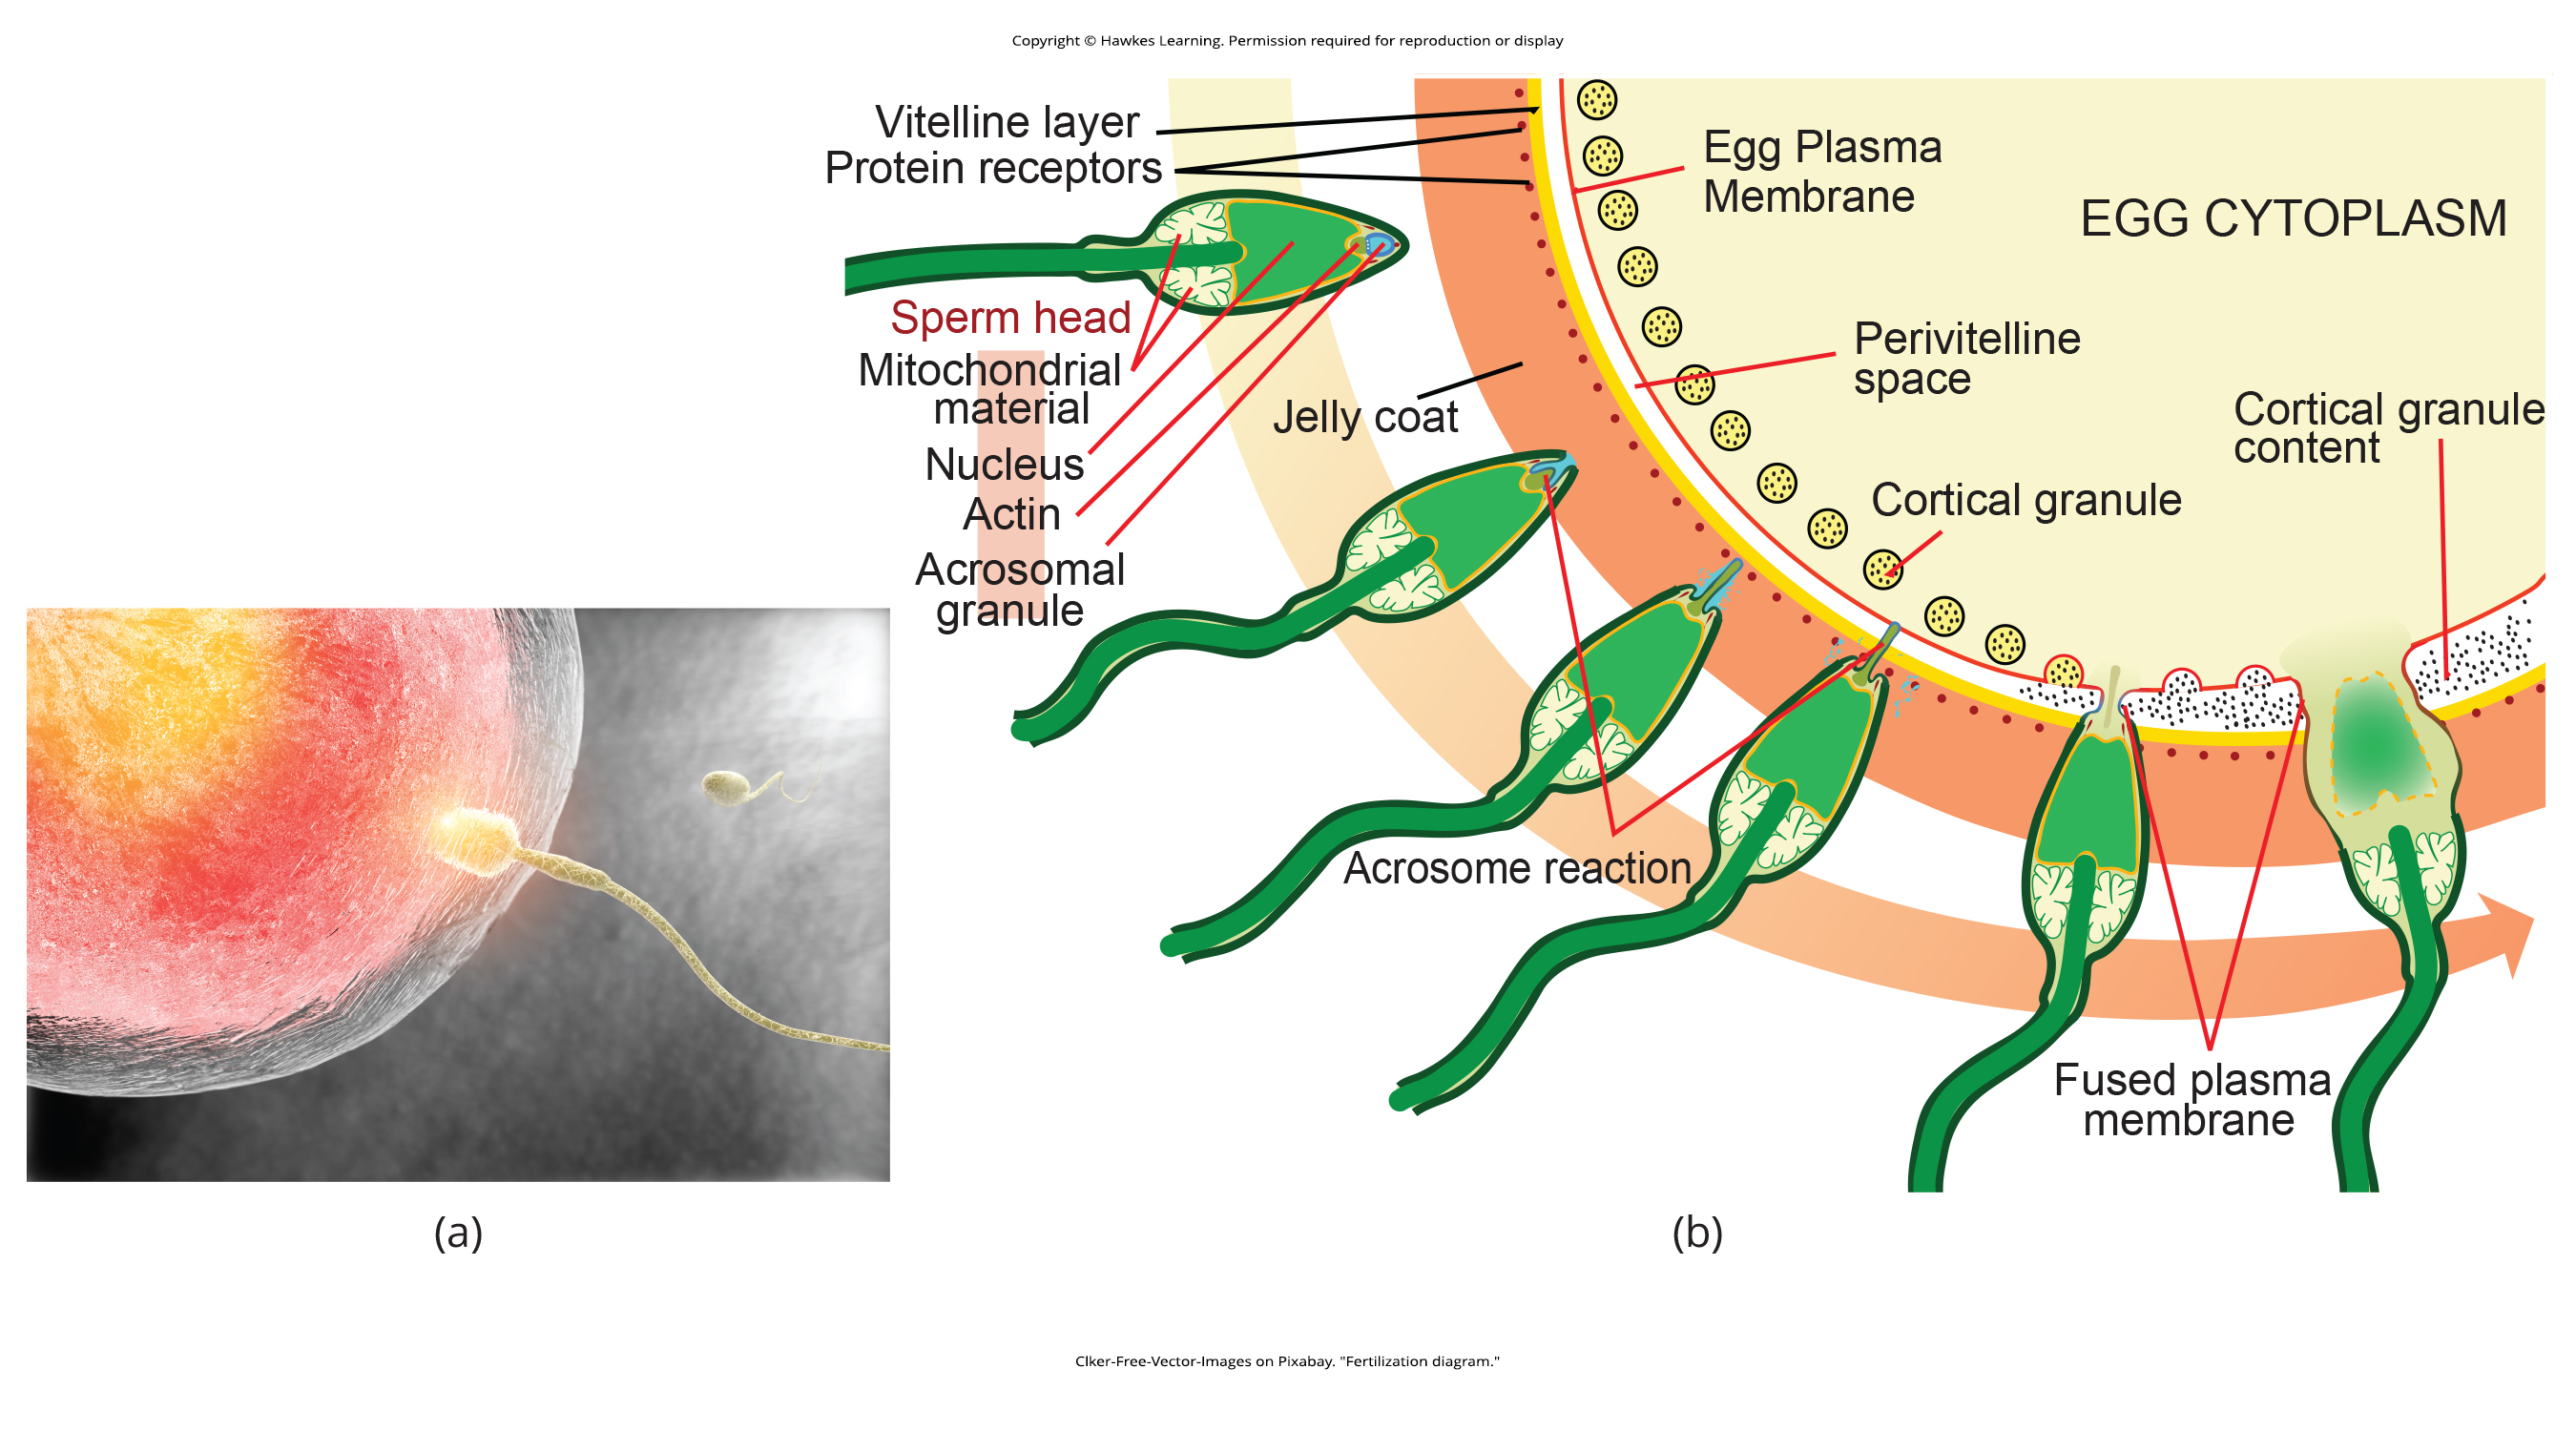 Copyright © Hawkes Learning. Permission required for reproduction or display
Vitelline layer
Protein receptors
Egg Plasma
Membrane
EGG CYTOPLASM
Sperm head
Mitochondrial
material
Nucleus
Actin
Acrosomal
granule
Jelly coat
Perivitelline
space
Cortical granule
content
Cortical granule
Acrosome reaction
Fused plasma
membrane
(a)
(b)
Clker-Free-Vector-Images on Pixabay. "Fertilization diagram."